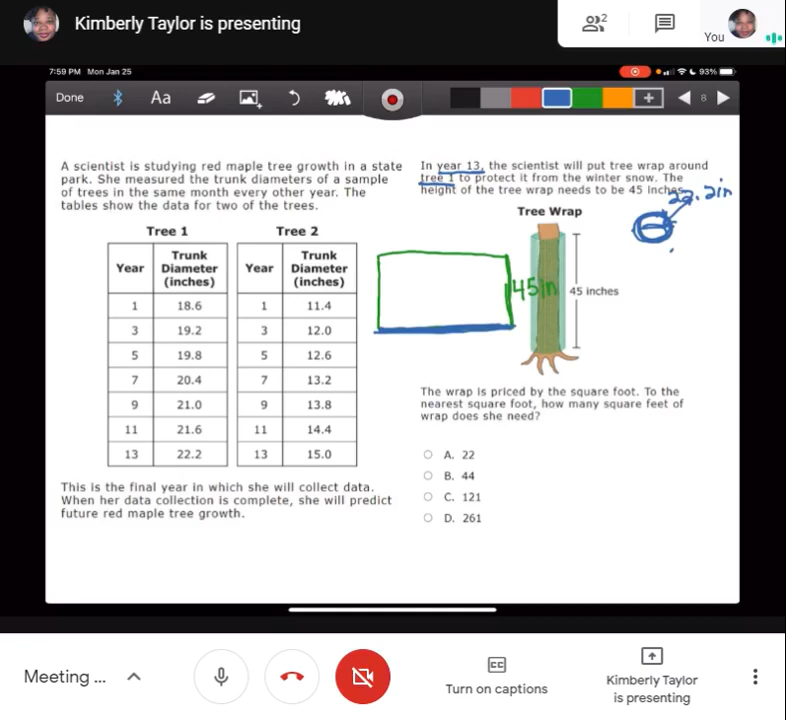 Kimberly Taylor is presenting
2
You
7:59 PM Mon Jan 25
93%
Done
Aa
8
A scientist is studying red maple tree growth in a state
park. She measured the trunk diameters of a sample
of trees in the same month every other year. The
tables show the data for two of the trees.
Tree 1
Year Trunk Diameter (inches)
1 18.6
3 19.2
5 19.8
7 20.4
9 21.0
11 21.6
13 22.2
Tree 2
Year Trunk Diameter (inches)
1 11.4
3 12.0
5 12.6
7 13.2
9 13.8
11 14.4
13 15.0
This is the final year in which she will collect data.
When her data collection is complete, she will predict
future red maple tree growth.
In year 13, the scientist will put tree wrap around
tree 1 to protect it from the winter snow. The
height of the tree wrap needs to be 45 inches.
22.2in
Tree Wrap
45in
45 inches
The wrap is priced by the square foot. To the
nearest square foot, how many square feet of
wrap does she need?
A. 22
B. 44
C. 121
D. 261
Meeting ...
CC
Turn on captions
Kimberly Taylor
is presenting